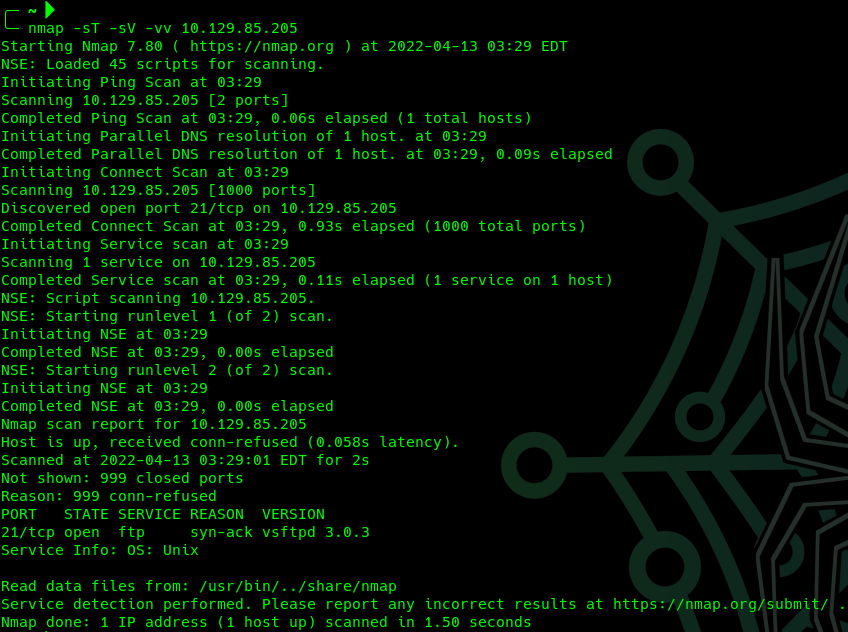 ~
nmap -sT -sV -vv 10.129.85.205
Starting Nmap 7.80 ( https://nmap.org ) at 2022-04-13 03:29 EDT
NSE: Loaded 45 scripts for scanning.
Initiating Ping Scan at 03:29
Scanning 10.129.85.205 [2 ports]
Completed Ping Scan at 03:29, 0.06s elapsed (1 total hosts)
Initiating Parallel DNS resolution of 1 host. at 03:29
Completed Parallel DNS resolution of 1 host. at 03:29, 0.09s elapsed
Initiating Connect Scan at 03:29
Scanning 10.129.85.205 [1000 ports]
Discovered open port 21/tcp on 10.129.85.205
Completed Connect Scan at 03:29, 0.93s elapsed (1000 total ports)
Initiating Service scan at 03:29
Scanning 1 service on 10.129.85.205
Completed Service scan at 03:29, 0.11s elapsed (1 service on 1 host)
NSE: Script scanning 10.129.85.205.
NSE: Starting runlevel 1 (of 2) scan.
Initiating NSE at 03:29
Completed NSE at 03:29, 0.00s elapsed
NSE: Starting runlevel 2 (of 2) scan.
Initiating NSE at 03:29
Completed NSE at 03:29, 0.00s elapsed
Nmap scan report for 10.129.85.205
Host is up, received conn-refused (0.058s latency).
Scanned at 2022-04-13 03:29:01 EDT for 2s
Not shown: 999 closed ports
Reason: 999 conn-refused
PORT   STATE SERVICE REASON  VERSION
21/tcp open  ftp     syn-ack vsftpd 3.0.3
Service Info: OS: Unix
Read data files from: /usr/bin/../share/nmap
Service detection performed. Please report any incorrect results at https://nmap.org/submit/ .
Nmap done: 1 IP address (1 host up) scanned in 1.50 seconds